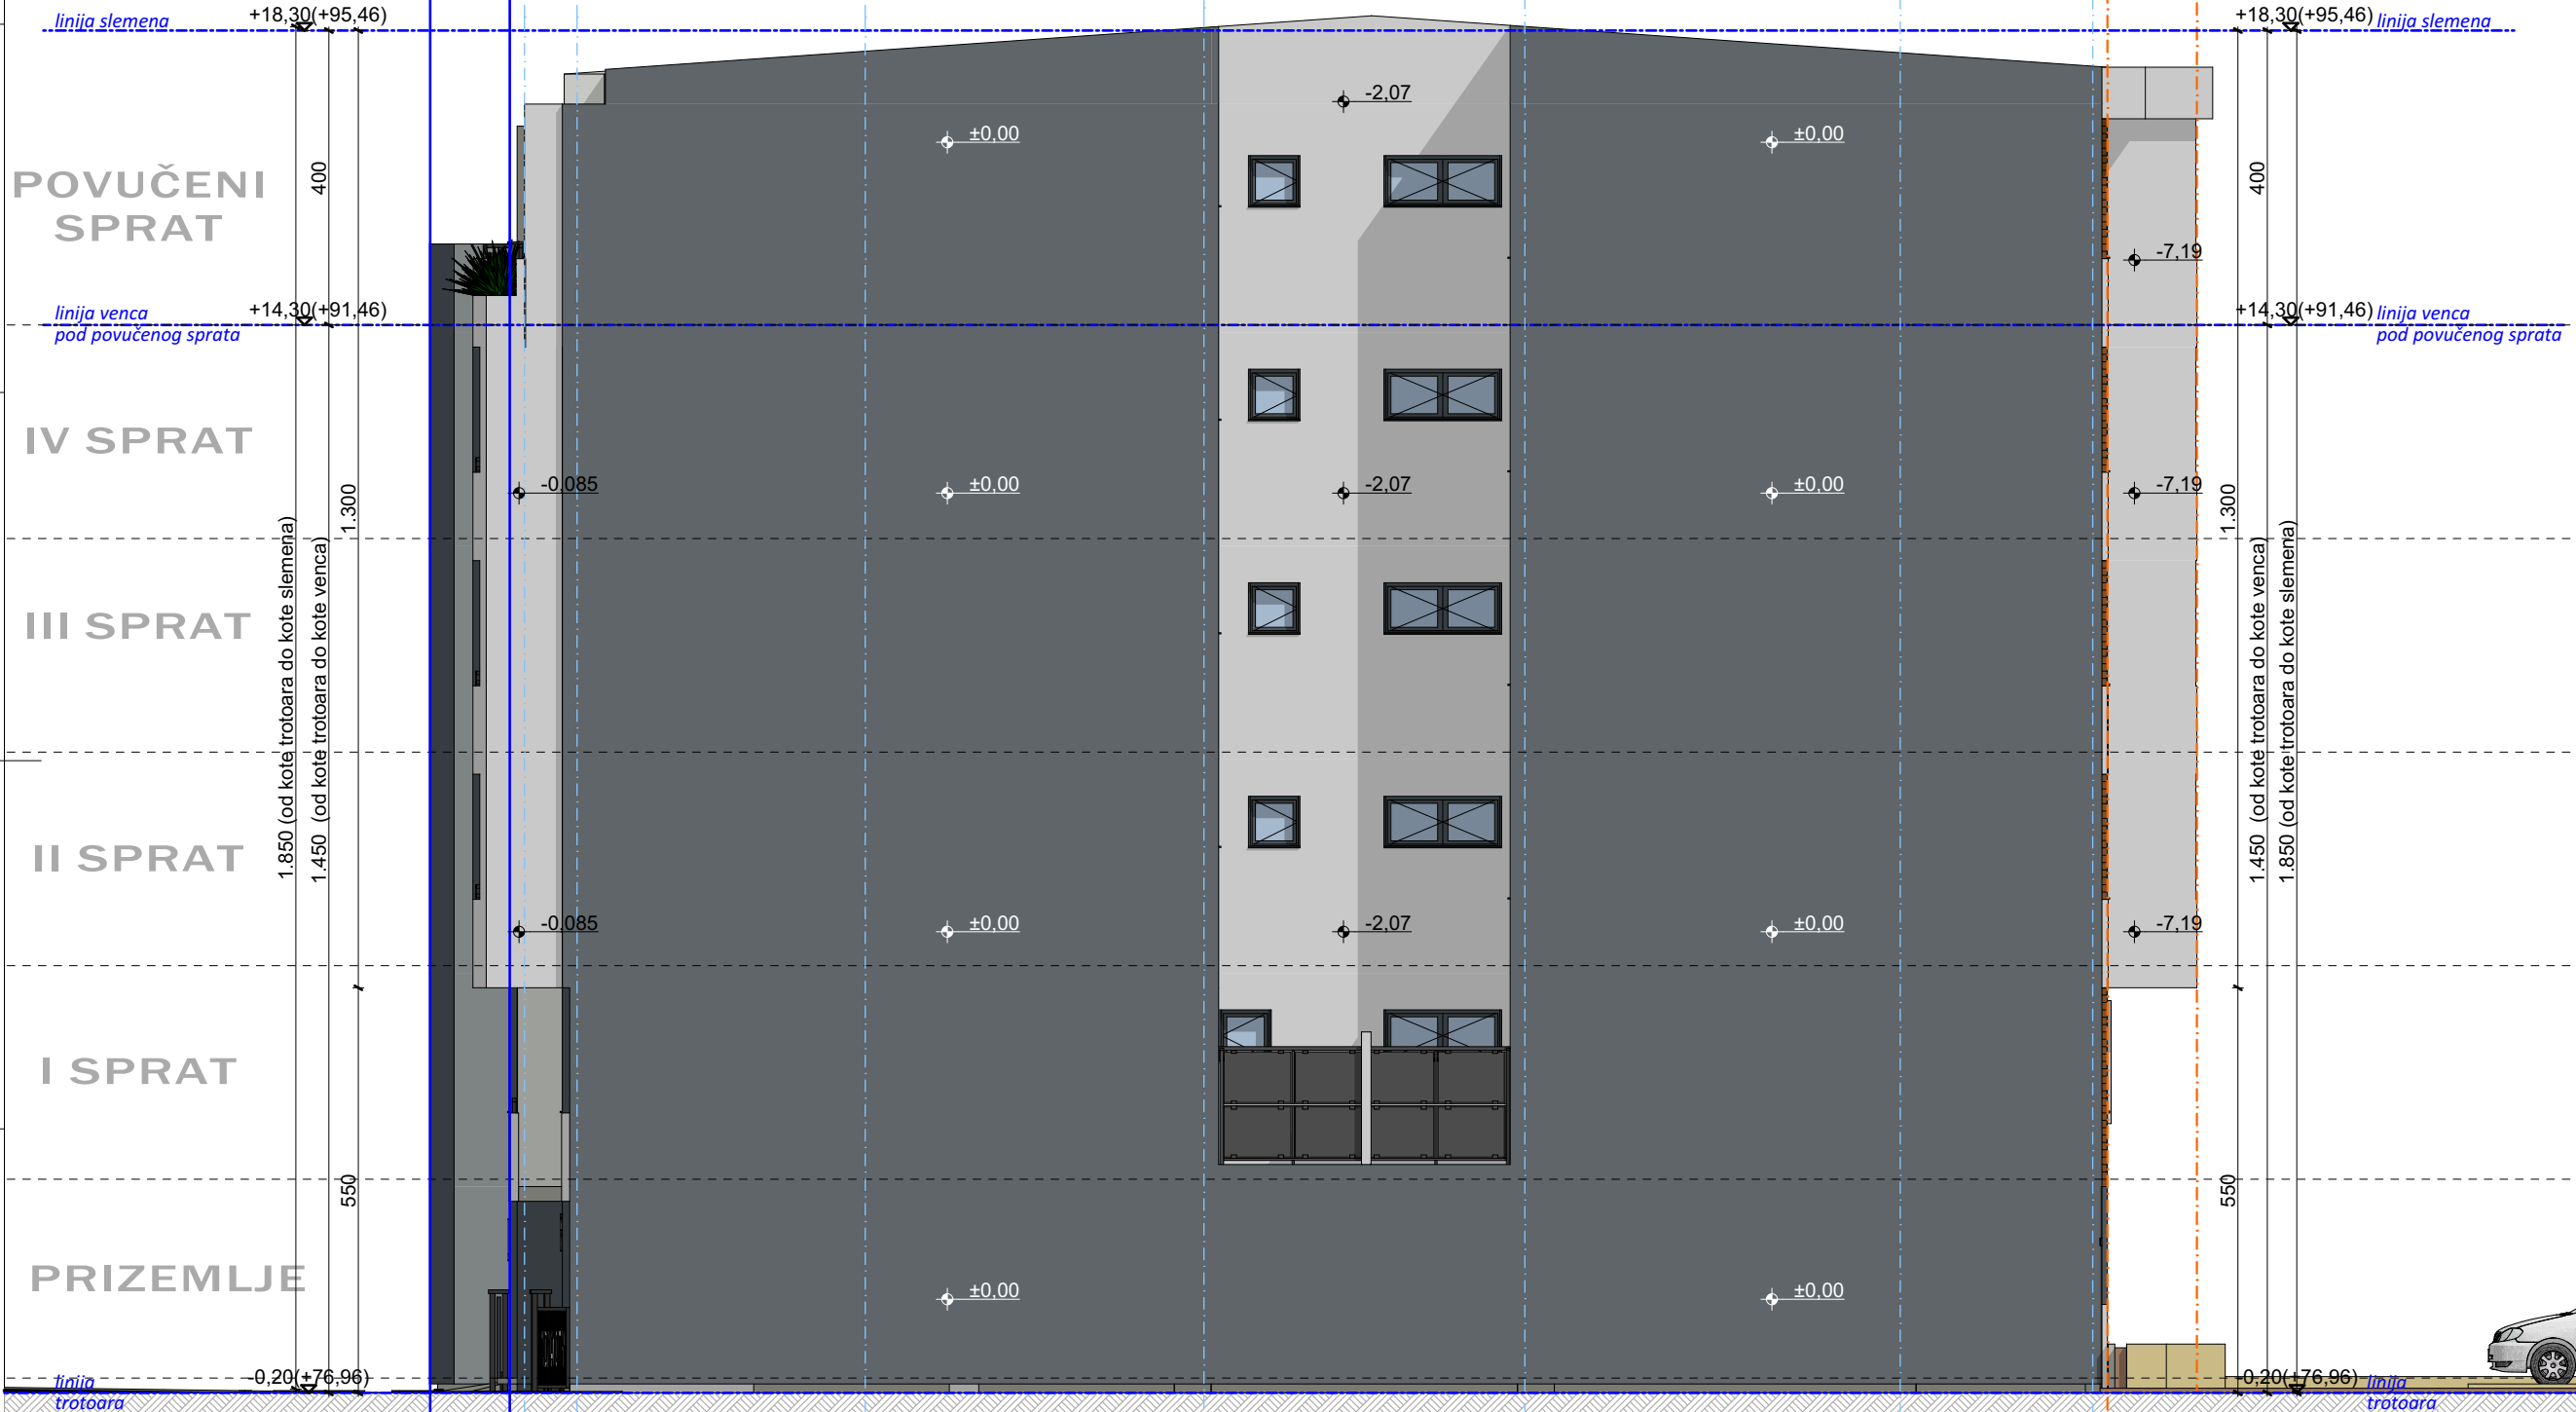 linija slemena
+18,30(+95,46)
+18,30(+95,46)
linija slemena
-2,07
±0,00
±0,00
400
400
POVUČENI
SPRAT
-7,19
linija venca
pod povučenog sprata
+14,30(+91,46)
+14,30(+91,46)
linija venca
pod povučenog sprata
IV SPRAT
-0,085
±0,00
-2,07
±0,00
-7,19
1.300
1.300
1.850 (od kote trotoara do kote slemena)
1.450 (od kote trotoara do kote venca)
1.450 (od kote trotoara do kote venca)
1.850 (od kote trotoara do kote slemena)
III SPRAT
II SPRAT
-0,085
±0,00
-2,07
±0,00
-7,19
I SPRAT
550
550
PRIZEMLJE
±0,00
±0,00
linija
trotoara
-0,20(+76,96)
-0,20(+76,96)
linija
trotoara